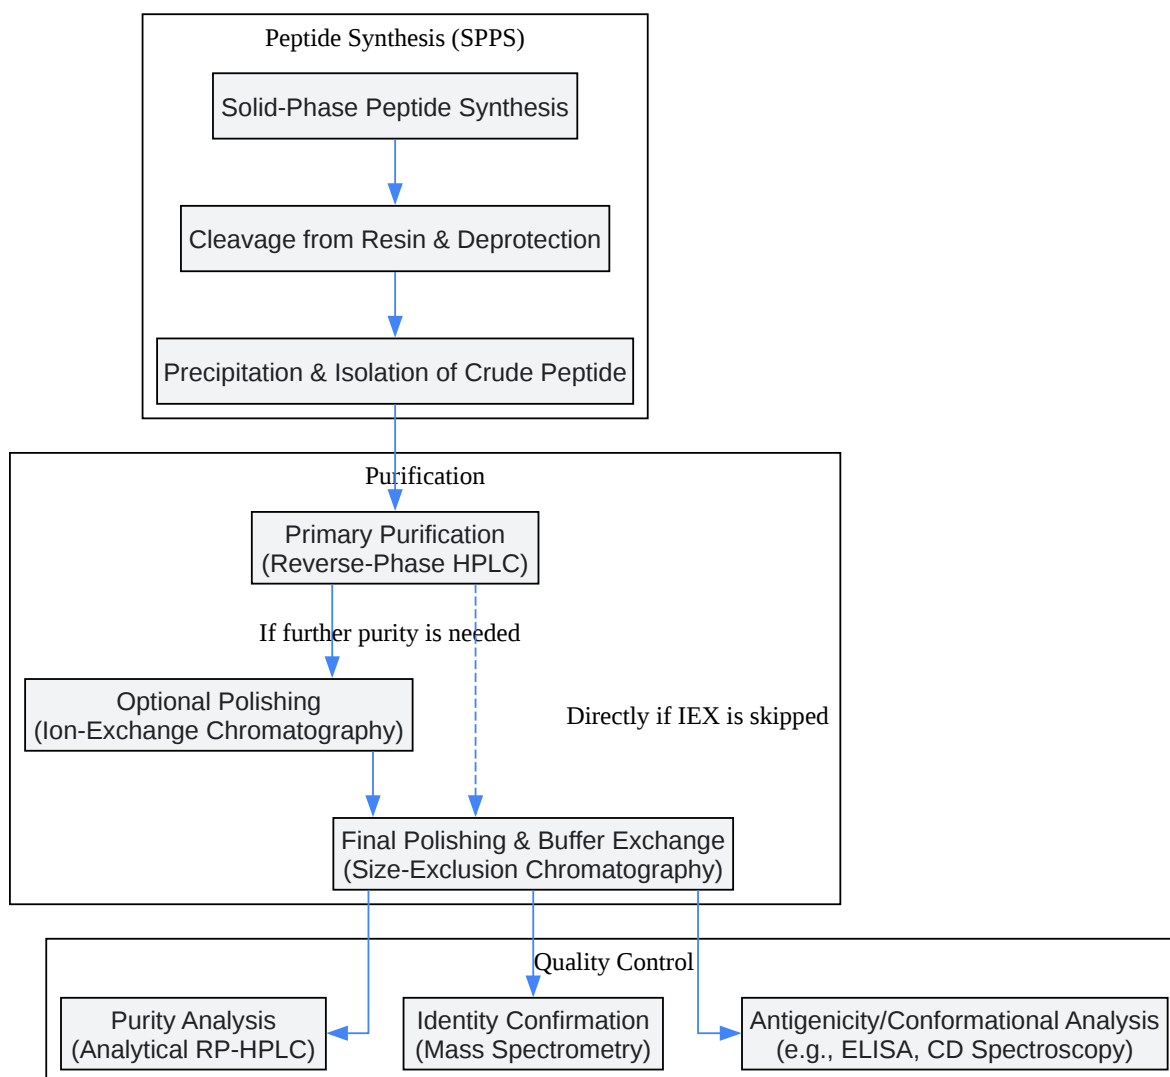 Peptide Synthesis (SPPS)
Solid-Phase Peptide Synthesis
Cleavage from Resin & Deprotection
Precipitation & Isolation of Crude Peptide
Purification
Primary Purification
(Reverse-Phase HPLC)
If further purity is needed
Optional Polishing
(Ion-Exchange Chromatography)
Directly if IEX is skipped
Final Polishing & Buffer Exchange
(Size-Exclusion Chromatography)
Quality Control
Purity Analysis
(Analytical RP-HPLC)
Identity Confirmation
(Mass Spectrometry)
Antigenicity/Conformational Analysis
(e.g., ELISA, CD Spectroscopy)